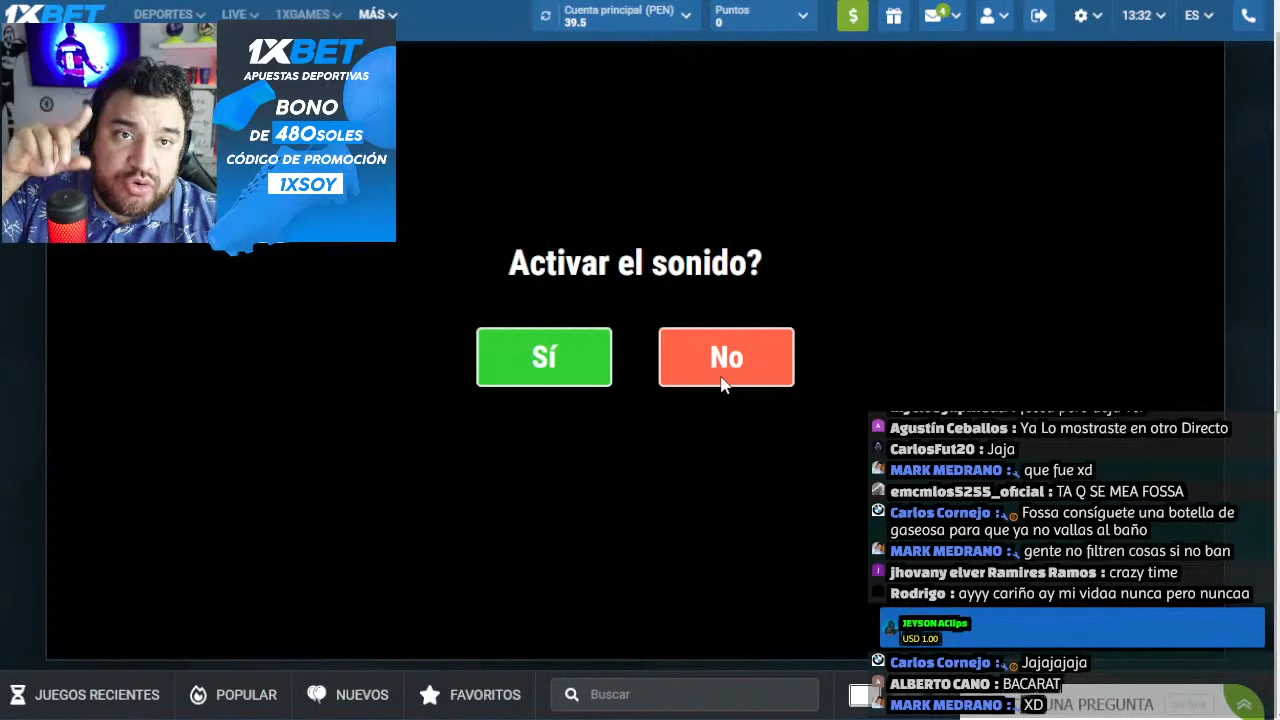 1XBET DEPORTES LIVE 1XGAMES MÁS Cuenta principal (PEN) Puntos $ 4 13:32 ES
39.5 0
1XBET
APUESTAS DEPORTIVAS
BONO
DE 480SOLES
CÓDIGO DE PROMOCIÓN
1XSOY
Activar el sonido?
Sí No
Agustín Ceballos : Ya Lo mostraste en otro Directo
CarlosFut20 : Jaja
MARK MEDRANO : que fue xd
emcmlos5255_oficial : TA Q SE MEA FOSSA
Carlos Cornejo : Fossa consíguete una botella de
gaseosa para que ya no vallas al baño
MARK MEDRANO : gente no filtren cosas si no ban
jhovany elver Ramires Ramos : crazy time
Rodrigo : ayyy cariño ay mi vidaa nunca pero nuncaa
JEYSON AClips
USD 1.00
Carlos Cornejo : Jajajajaja
ALBERTO CANO : BACARAT
MARK MEDRANO : XD
JUEGOS RECIENTES POPULAR NUEVOS FAVORITOS Buscar UNA PREGUNTA